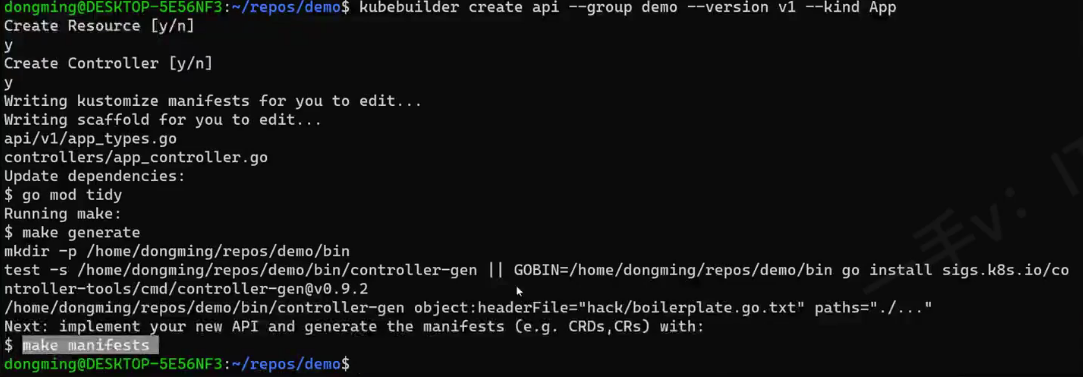 dongming@DESKTOP-5E56NF3:~/repos/demo$ kubebuilder create api --group demo --version v1 --kind App
Create Resource [y/n]
y
Create Controller [y/n]
y
Writing kustomize manifests for you to edit...
Writing scaffold for you to edit...
api/v1/app_types.go
controllers/app_controller.go
Update dependencies:
$ go mod tidy
Running make:
$ make generate
mkdir -p /home/dongming/repos/demo/bin
test -s /home/dongming/repos/demo/bin/controller-gen || GOBIN=/home/dongming/repos/demo/bin go install sigs.k8s.io/co
ntroller-tools/cmd/controller-gen@v0.9.2
/home/dongming/repos/demo/bin/controller-gen object:headerFile="hack/boilerplate.go.txt" paths="./..."
Next: implement your new API and generate the manifests (e.g. CRDs,CRs) with:
$ make manifests
dongming@DESKTOP-5E56NF3:~/repos/demo$